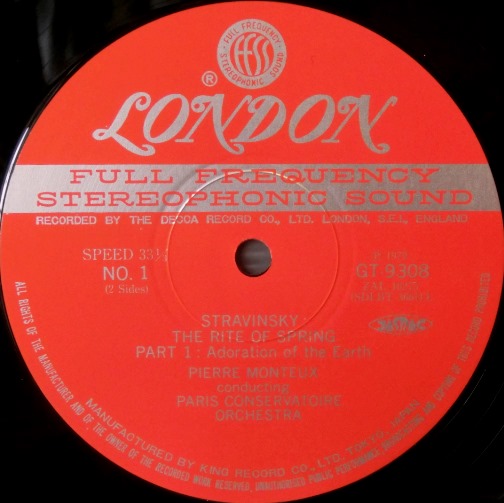 FULL FREQUENCY
ffss
STEREOPHONIC SOUND
®
LONDON
FULL FREQUENCY
STEREOPHONIC SOUND
RECORDED BY THE DECCA RECORD CO., LTD. LONDON, S.E.I., ENGLAND
SPEED 33⅓
NO. 1
(2 Sides)
GT 9308
STRAVINSKY:
THE RITE OF SPRING
PART 1: Adoration of the Earth
PIERRE MONTEUX
conducting
PARIS CONSERVATOIRE
ORCHESTRA
MANUFACTURED BY KING RECORD CO., LTD. TOKYO, JAPAN
ALL RIGHTS OF THE MANUFACTURER AND OF THE OWNER OF THE RECORDED WORK RESERVED, UNAUTHORISED PUBLIC PERFORMANCE, BROADCASTING AND COPYING OF THIS RECORD PROHIBITED